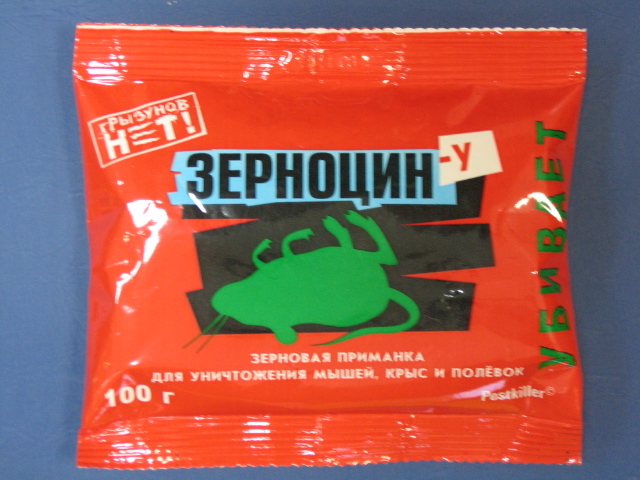 ГРЫЗУНОВ
НЕТ!
ЗЕРНОЦИН-У
УБИВАЕТ
ЗЕРНОВАЯ ПРИМАНКА
ДЛЯ УНИЧТОЖЕНИЯ МЫШЕЙ, КРЫС И ПОЛЁВОК
100 г
Pestkiller©